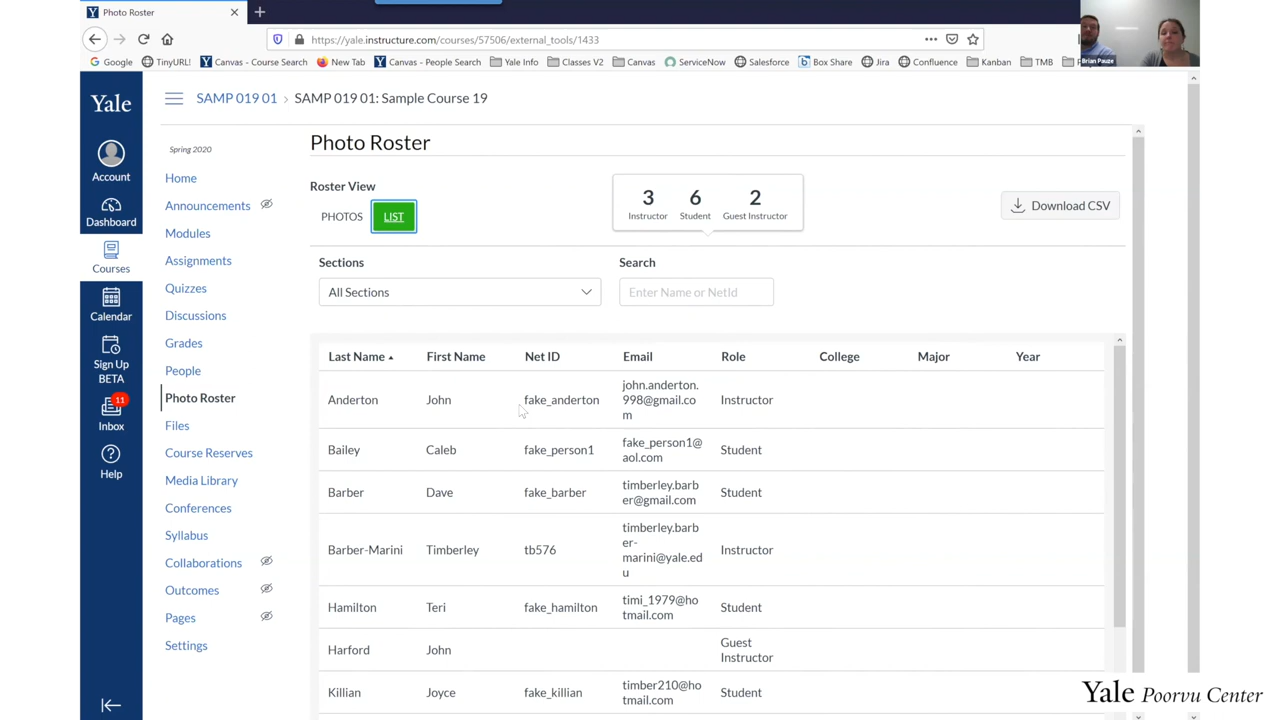 Photo Roster
https://yale.instructure.com/courses/57506/external_tools/1433
Google
TinyURL!
Canvas - Course Search
New Tab
Canvas - People Search
Yale Info
Classes V2
Canvas
ServiceNow
Salesforce
Box Share
Jira
Confluence
Kanban
TMB
Brian Pauze
Yale
Account
Dashboard
Courses
Calendar
Sign Up
BETA
11
Inbox
Help
SAMP 019 01 › SAMP 019 01: Sample Course 19
Spring 2020
Home
Announcements
Modules
Assignments
Quizzes
Discussions
Grades
People
Photo Roster
Files
Course Reserves
Media Library
Conferences
Syllabus
Collaborations
Outcomes
Pages
Settings
Photo Roster
Roster View
PHOTOS LIST
3 6 2
Instructor Student Guest Instructor
Download CSV
Sections Search
All Sections Enter Name or NetId
Last Name First Name Net ID Email Role College Major Year
Anderton John fake_anderton john.anderton. Instructor
998@gmail.co
m
Bailey Caleb fake_person1 fake_person1@ Student
aol.com
Barber Dave fake_barber timberley.barb Student
er@gmail.com
Barber-Marini Timberley tb576 timberley.barb Instructor
er-
marini@yale.ed
u
Hamilton Teri fake_hamilton timi_1979@ho Student
tmail.com
Harford John Guest
Instructor
Killian Joyce fake_killian timber210@ho Student
tmail.com
Yale Poorvu Center